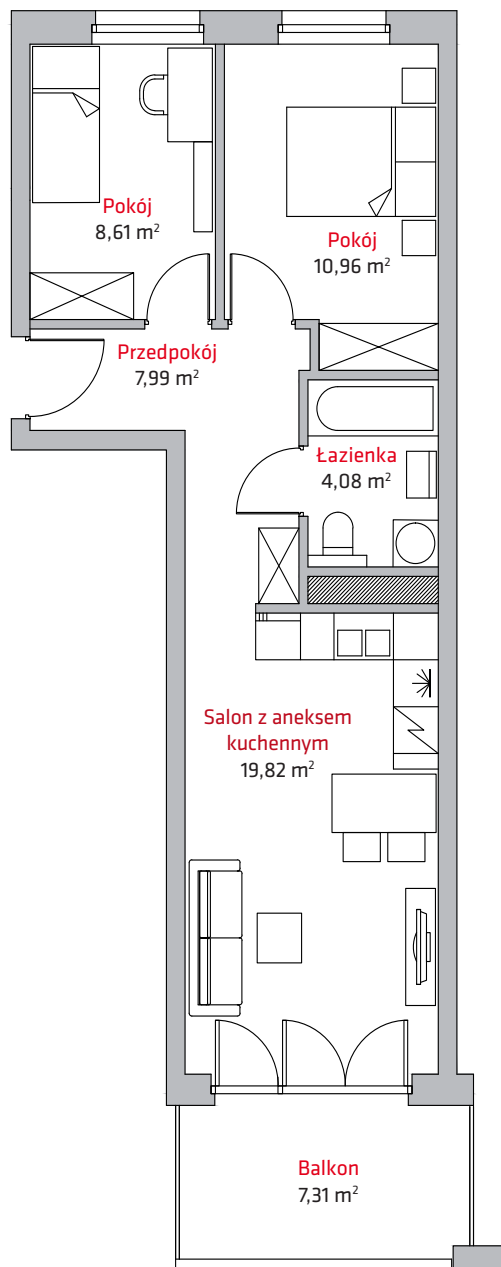 Pokój
8,61 m²
Pokój
10,96 m²
Przedpokój
7,99 m²
Łazienka
4,08 m²
Salon z aneksem
kuchennym
19,82 m²
Balkon
7,31 m²